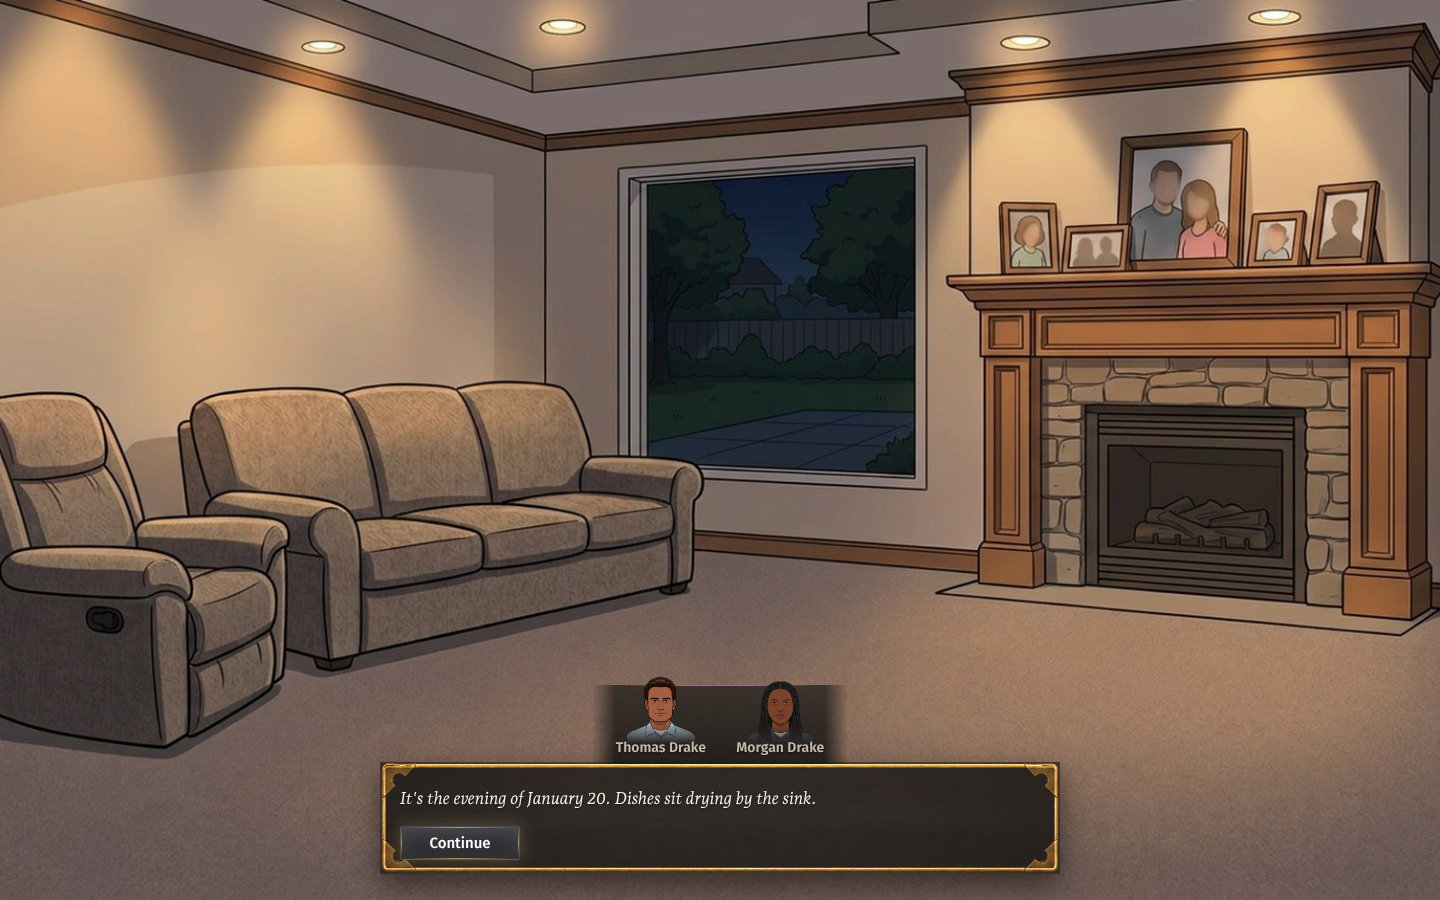 Thomas Drake
Morgan Drake
It's the evening of January 20. Dishes sit drying by the sink.
Continue